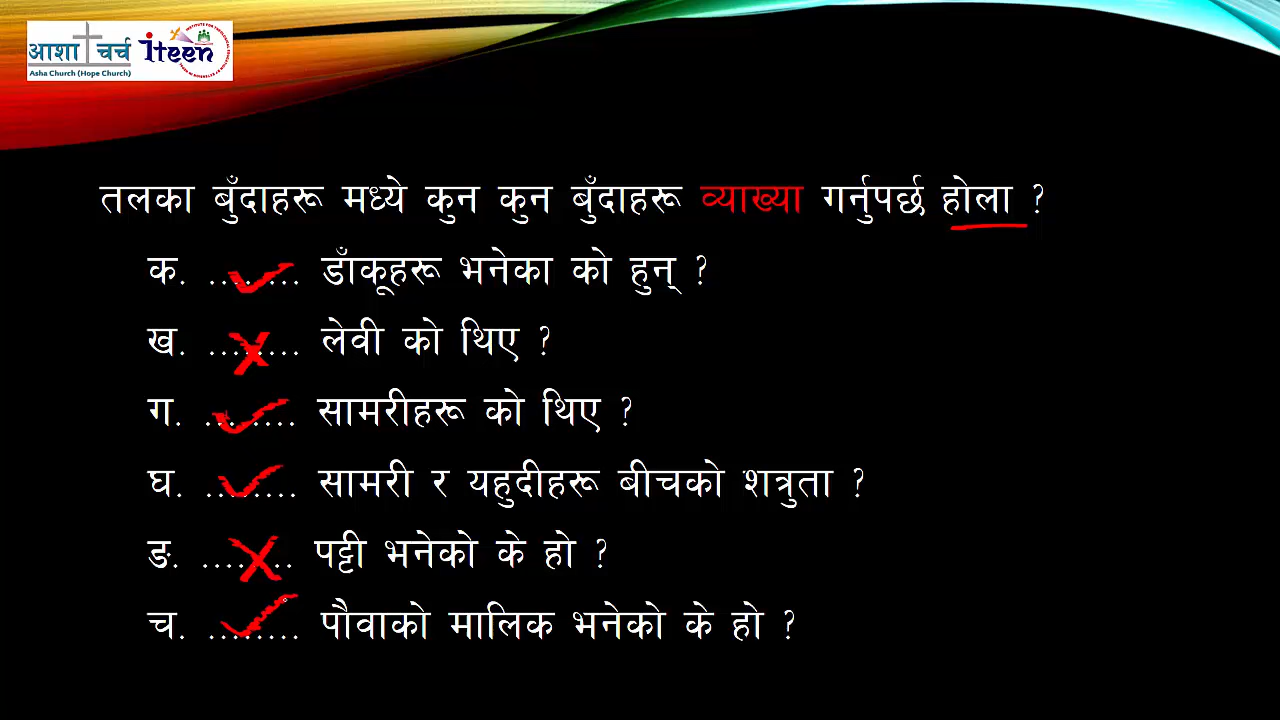 आशा चर्च iteen
Asha Church (Hope Church)
तलका बुँदाहरू मध्ये कुन कुन बुँदाहरू व्याख्या गर्नुपर्छ होला ?
क. ........ डाँकूहरू भनेका को हुन् ?
ख. ........ लेवी को थिए ?
ग. ........ सामरीहरू को थिए ?
घ. ........ सामरी र यहुदीहरू बीचको शत्रुता ?
ङ. ........ पट्टी भनेको के हो ?
च. ........ पौवाको मालिक भनेको के हो ?